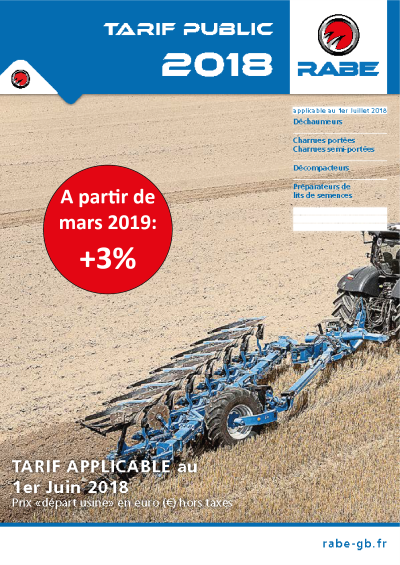 TARIF PUBLIC
2018
RABE
applicable au 1er Juillet 2018
Déchaumeurs
Charrues portées
Charrues semi-portées
Décompacteurs
Préparateurs de
lits de semences
A partir de
mars 2019:
+3%
TARIF APPLICABLE au
1er Juin 2018
Prix «départ usine» en euro (€) hors taxes
rabe-gb.fr